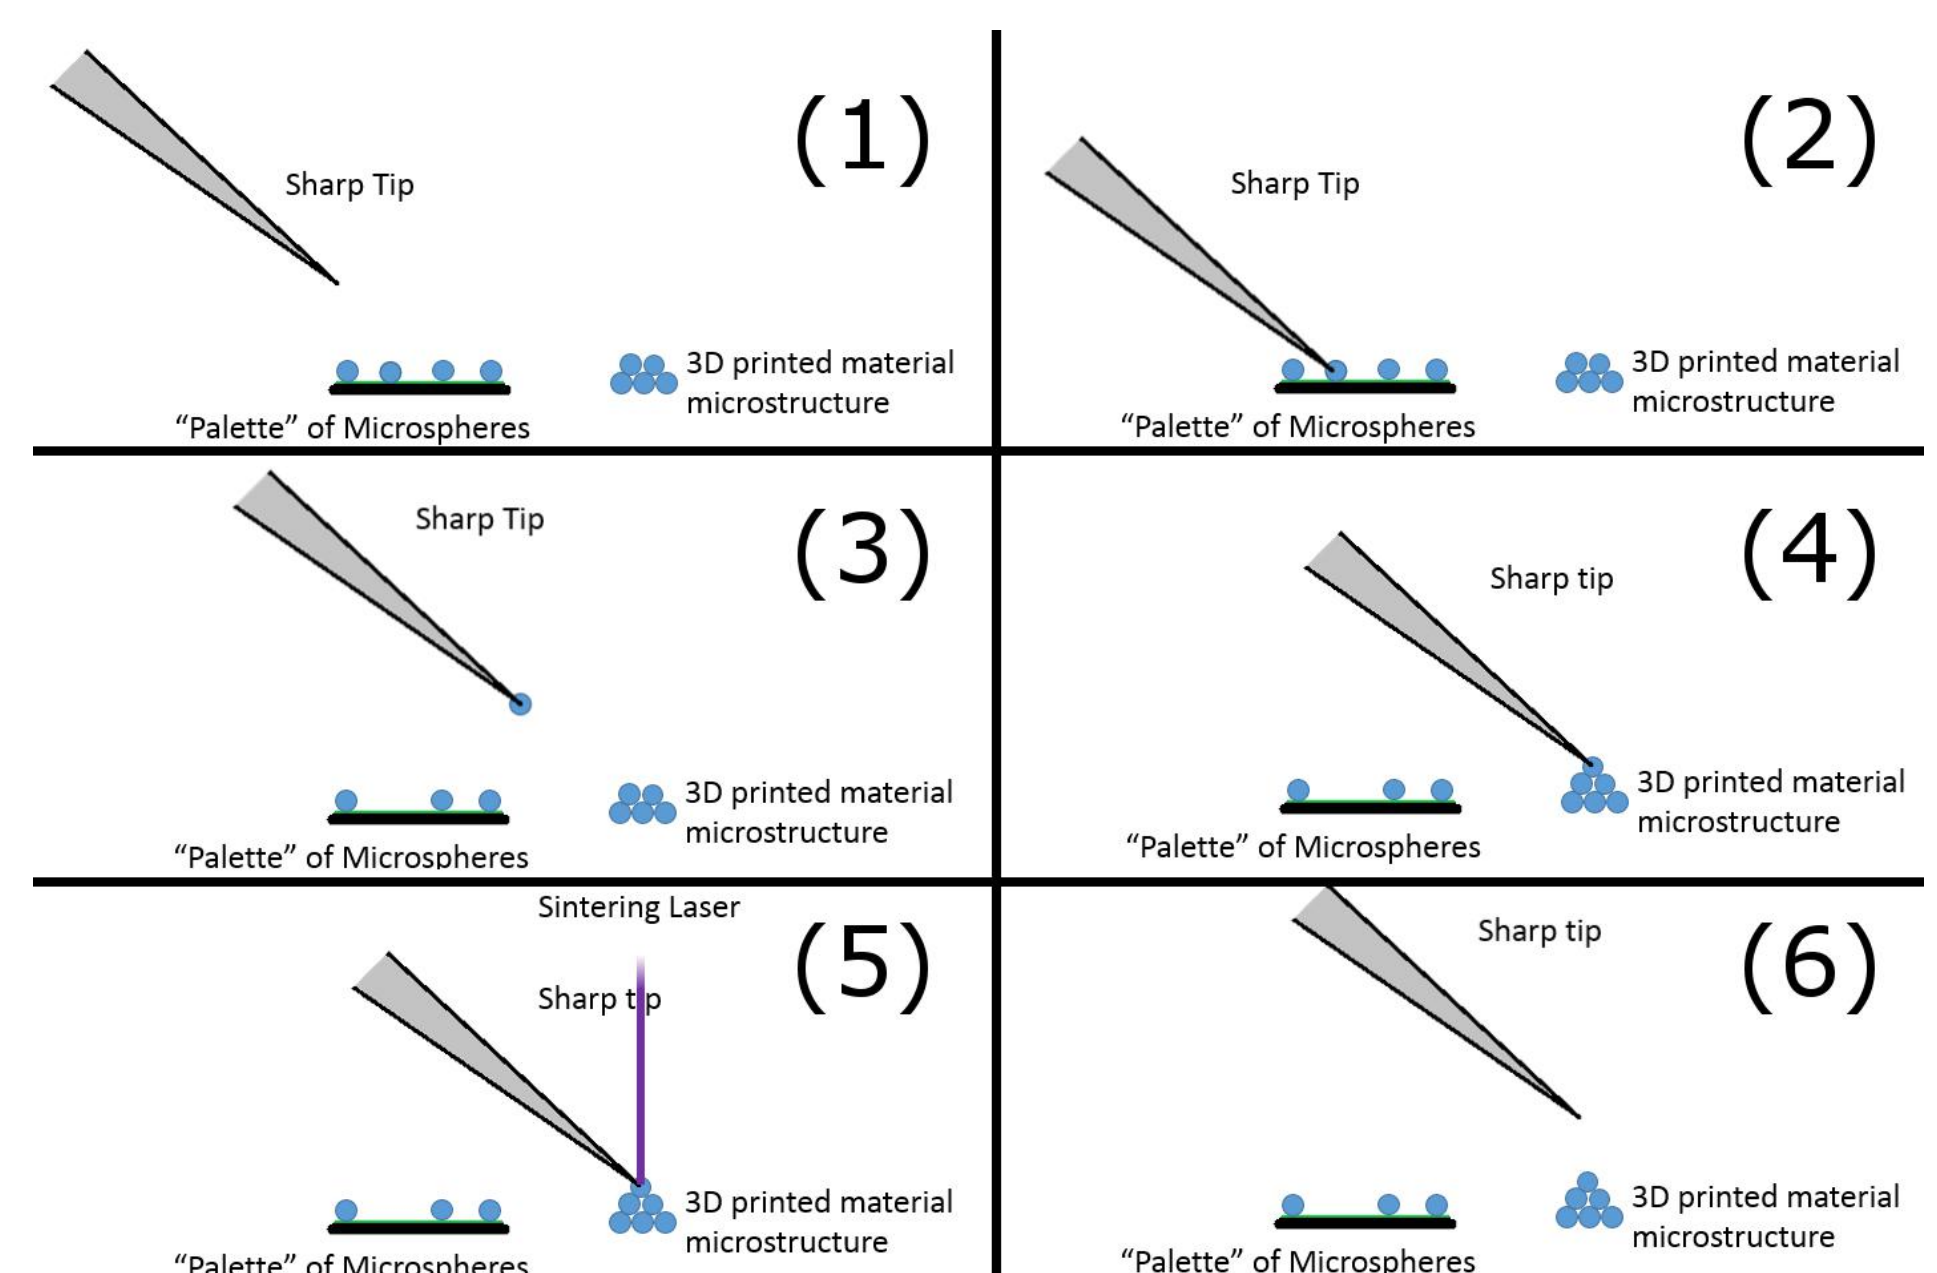 (1)
Sharp Tip
3D printed material
microstructure
“Palette” of Microspheres
(2)
Sharp Tip
3D printed material
microstructure
“Palette” of Microspheres
(3)
Sharp Tip
3D printed material
microstructure
“Palette” of Microspheres
(4)
Sharp tip
3D printed material
microstructure
“Palette” of Microspheres
Sintering Laser
(5)
Sharp tip
3D printed material
microstructure
“Palette” of Microspheres
(6)
Sharp tip
3D printed material
microstructure
“Palette” of Microspheres